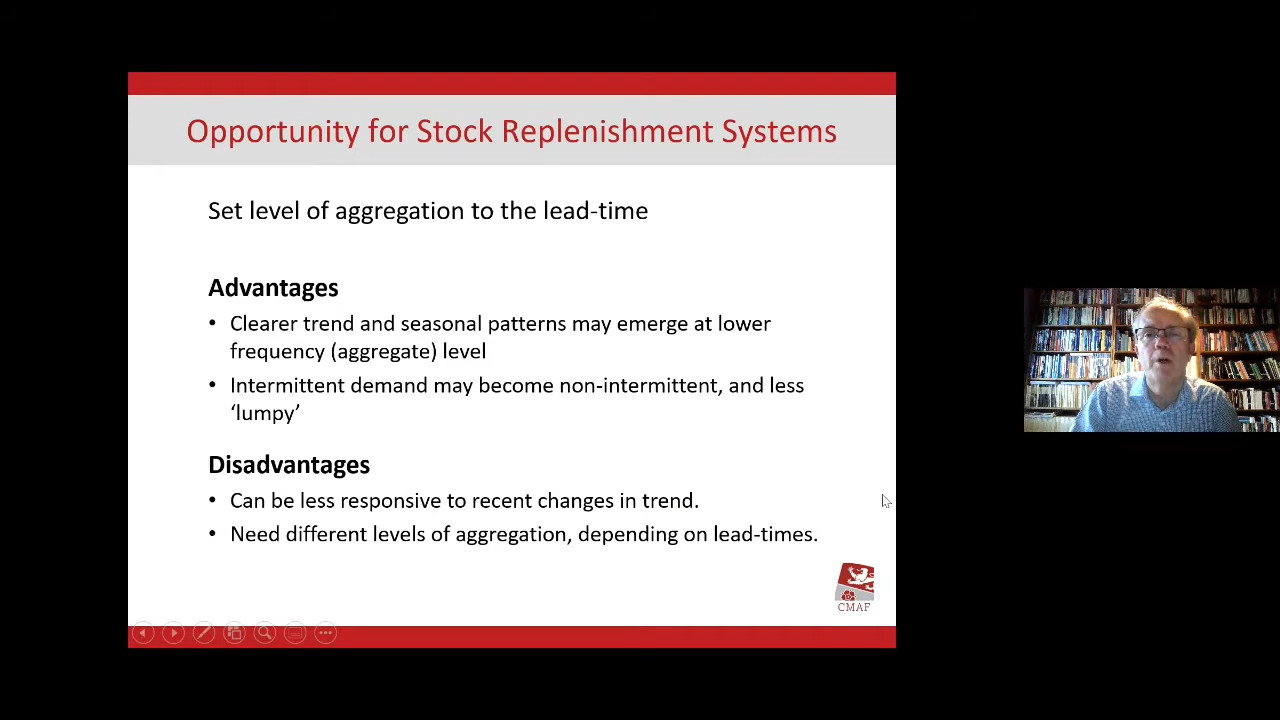 Opportunity for Stock Replenishment Systems
Set level of aggregation to the lead-time
Advantages
• Clearer trend and seasonal patterns may emerge at lower
frequency (aggregate) level
• Intermittent demand may become non-intermittent, and less
‘lumpy’
Disadvantages
• Can be less responsive to recent changes in trend.
• Need different levels of aggregation, depending on lead-times.
CMAF